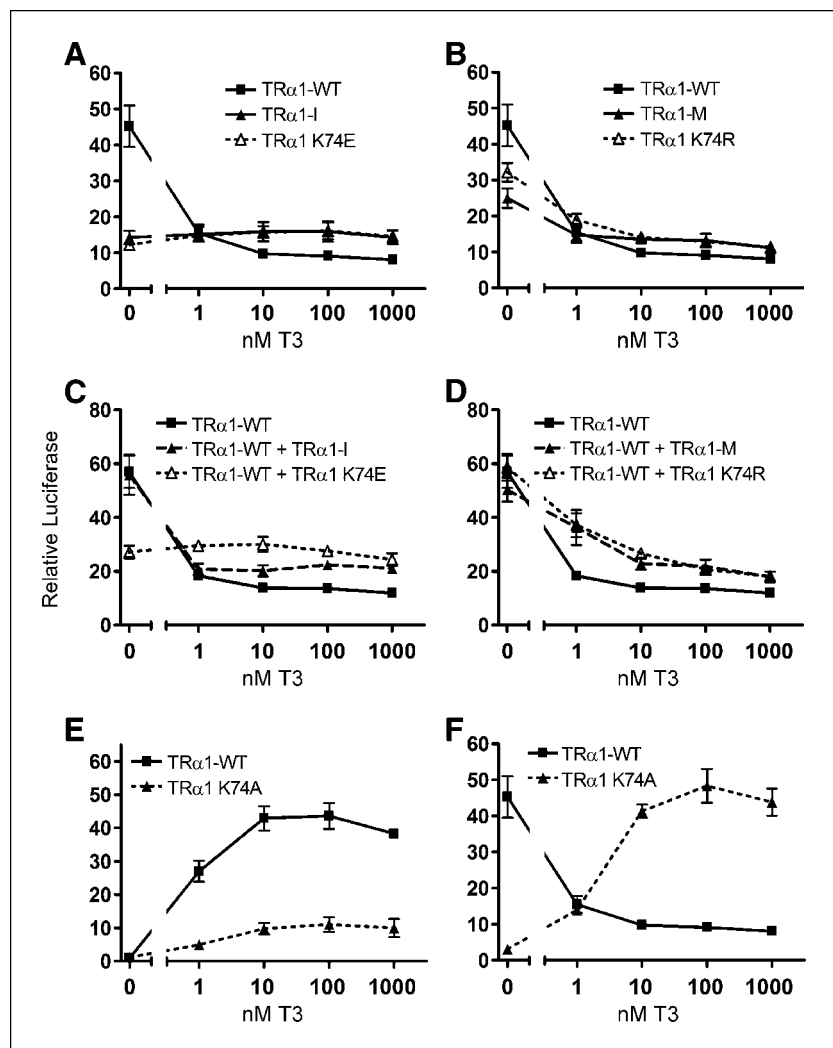 A
60
50
40
30
20
10
0
TRα1-WT
TRα1-I
TRα1 K74E
0 1 10 100 1000
nM T3
B
60
50
40
30
20
10
0
TRα1-WT
TRα1-M
TRα1 K74R
0 1 10 100 1000
nM T3
Relative Luciferase
C
80
60
40
20
0
TRα1-WT
TRα1-WT + TRα1-I
TRα1-WT + TRα1 K74E
0 1 10 100 1000
nM T3
D
80
60
40
20
0
TRα1-WT
TRα1-WT + TRα1-M
TRα1-WT + TRα1 K74R
0 1 10 100 1000
nM T3
E
60
50
40
30
20
10
0
TRα1-WT
TRα1 K74A
0 1 10 100 1000
nM T3
F
60
50
40
30
20
10
0
TRα1-WT
TRα1 K74A
0 1 10 100 1000
nM T3